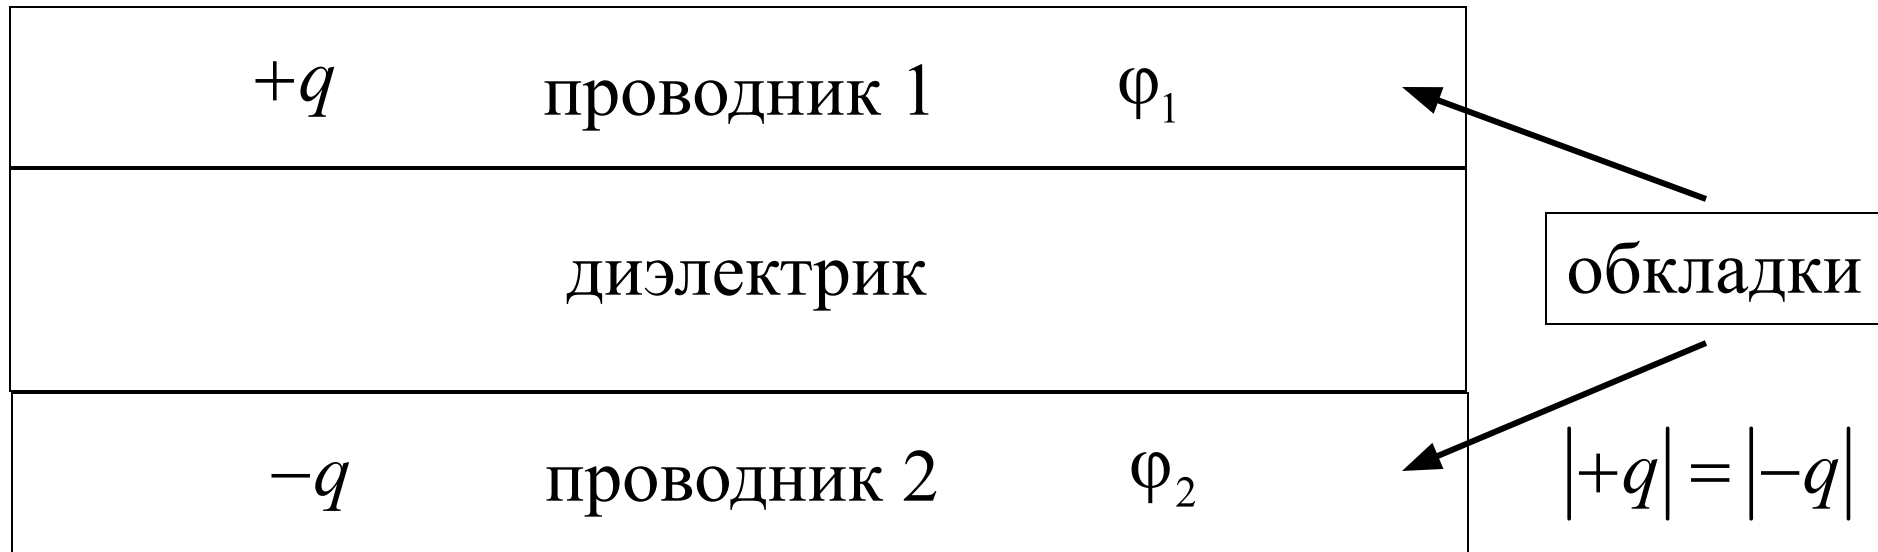 +q проводник 1 φ₁
диэлектрик
обкладки
−q проводник 2 φ₂
|+q| = |−q|